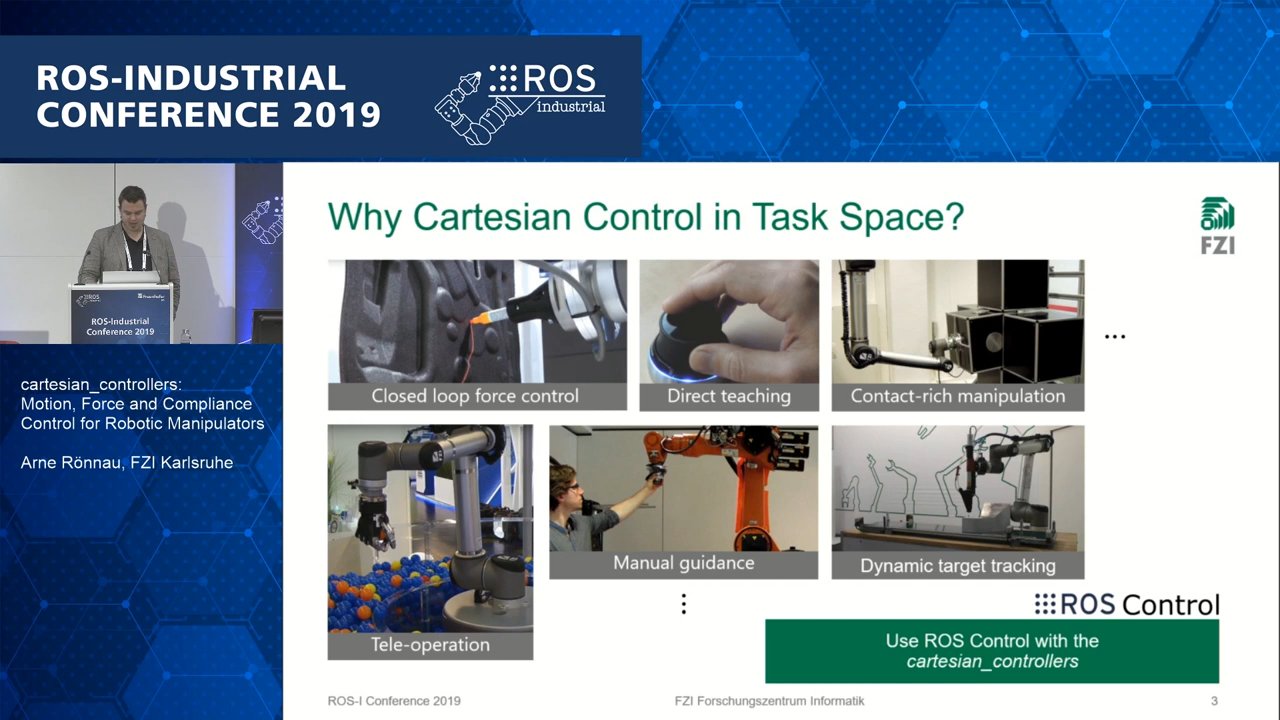 ROS-INDUSTRIAL
CONFERENCE 2019
ROS
industrial
ROS-Industrial
Conference 2019
cartesian_controllers:
Motion, Force and Compliance
Control for Robotic Manipulators
Arne Rönnau, FZI Karlsruhe
Why Cartesian Control in Task Space?
FZI
Closed loop force control
Direct teaching
Contact-rich manipulation
...
Tele-operation
Manual guidance
Dynamic target tracking
ROS Control
Use ROS Control with the
cartesian_controllers
ROS-I Conference 2019
FZI Forschungszentrum Informatik
3